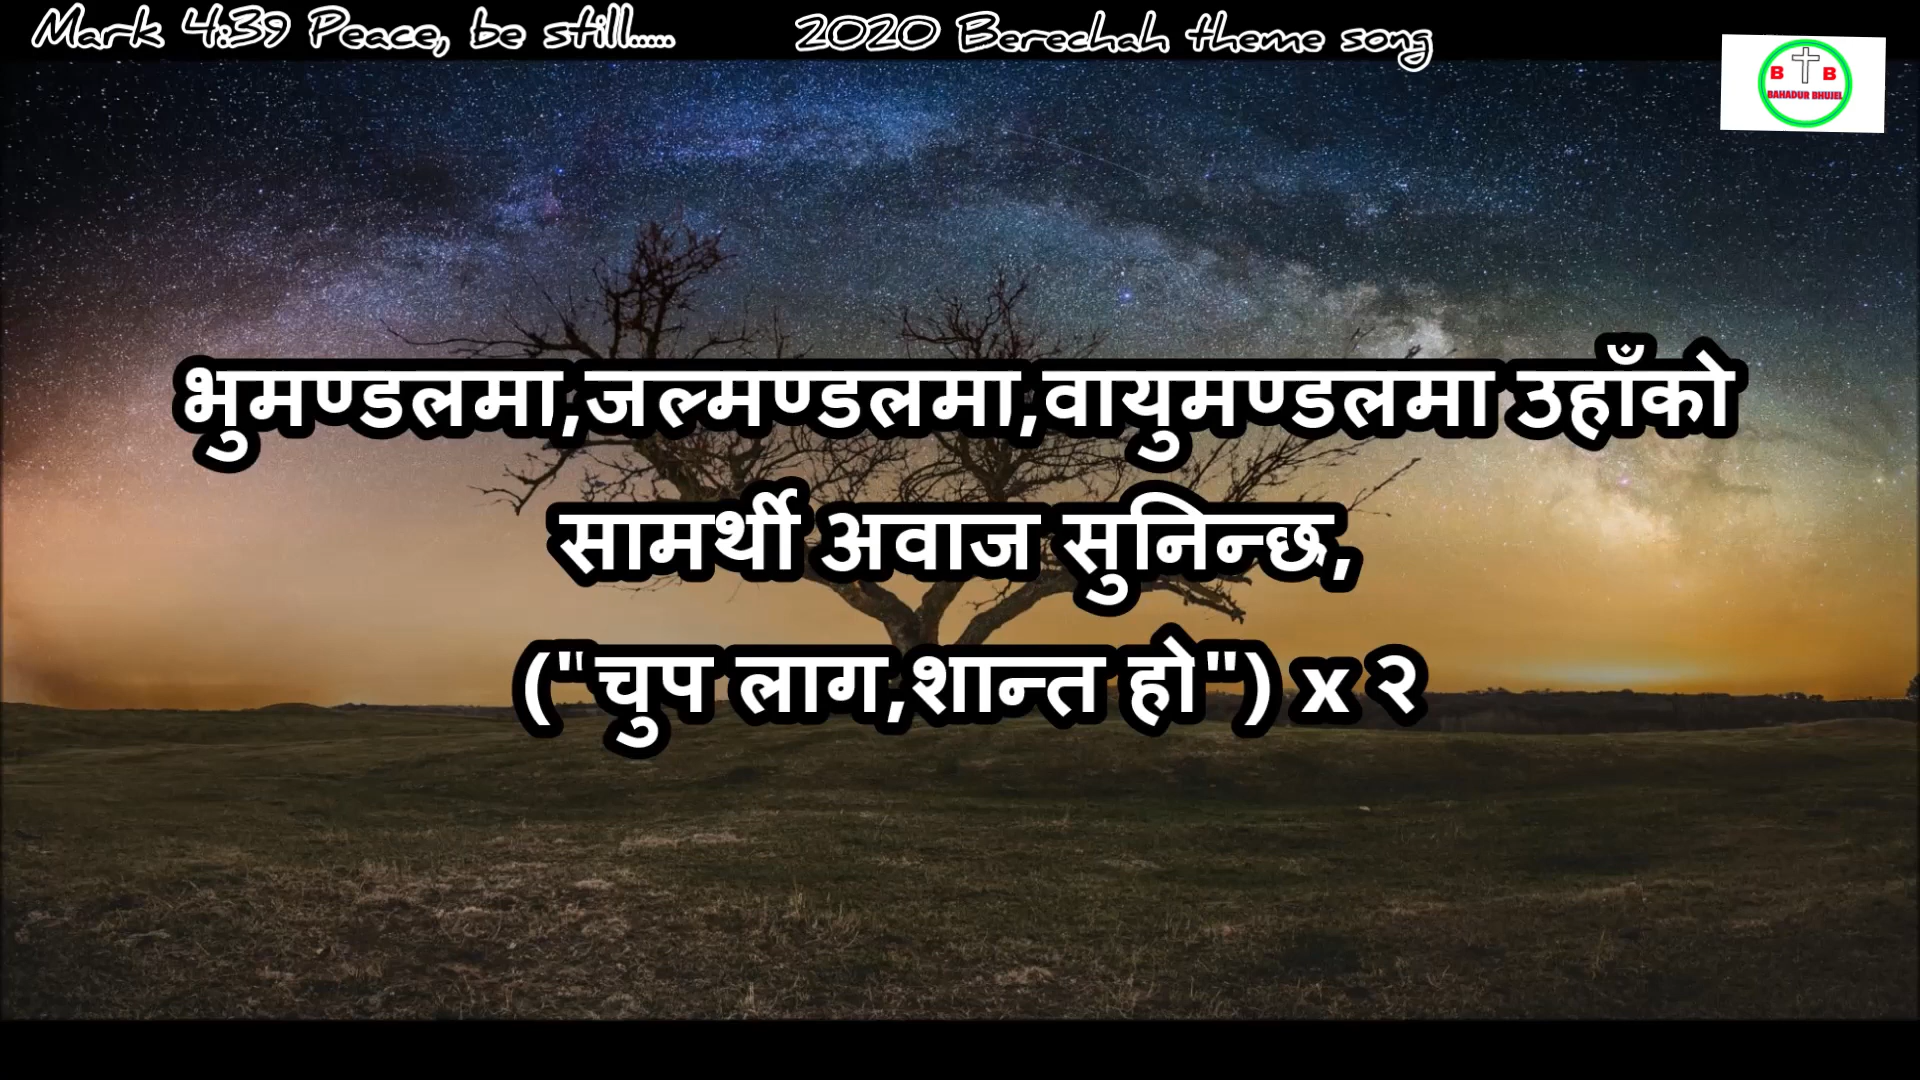 Mark 4:39 Peace, be still.....
2020 Berechah theme song
B B
BAHADUR BHUJEL
भुमण्डलमा,जल्मण्डलमा,वायुमण्डलमा उहाँको
सामर्थी अवाज सुनिन्छ,
("चुप लाग,शान्त हो") x २